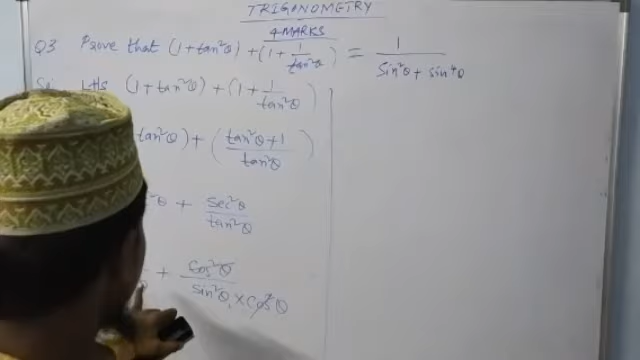 TRIGONOMETRY
4 MARKS
Q3 Prove that (1 + tan²θ) + (1 + 1/tan²θ) = 1/(Sin²θ + sin⁴θ)
LHS (1 + tan²θ) + (1 + 1/tan²θ)
tan²θ) + ((tan²θ + 1)/tan²θ)
²θ + Sec²θ/tan²θ
+ Cos²θ/(Sin²θ × Cos²θ)